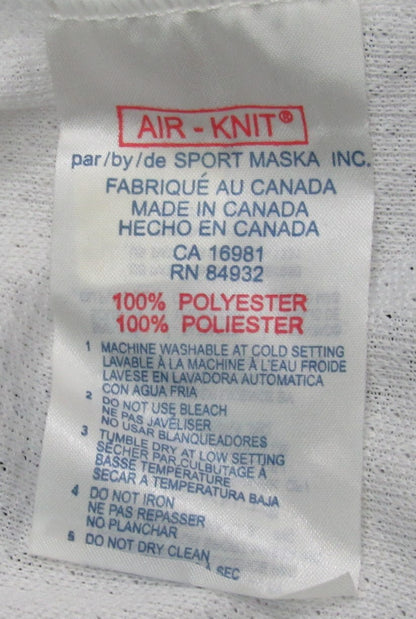 AIR - KNIT®
par/by/de SPORT MASKA INC.
FABRIQUÉ AU CANADA
MADE IN CANADA
HECHO EN CANADA
CA 16981
RN 84932
100% POLYESTER
100% POLIESTER
1 MACHINE WASHABLE AT COLD SETTING
LAVABLE À LA MACHINE À L'EAU FROIDE
LAVESE EN LAVADORA AUTOMATICA
CON AGUA FRIA
2 DO NOT USE BLEACH
NE PAS JAVÉLISER
NO USAR BLANQUEADORES
3 TUMBLE DRY AT LOW SETTING
SÉCHER PAR CULBUTAGE À
BASSE TEMPÉRATURE
SECAR A TEMPERATURA BAJA
4 DO NOT IRON
NE PAS REPASSER
NO PLANCHAR
5 DO NOT DRY CLEAN
À SEC